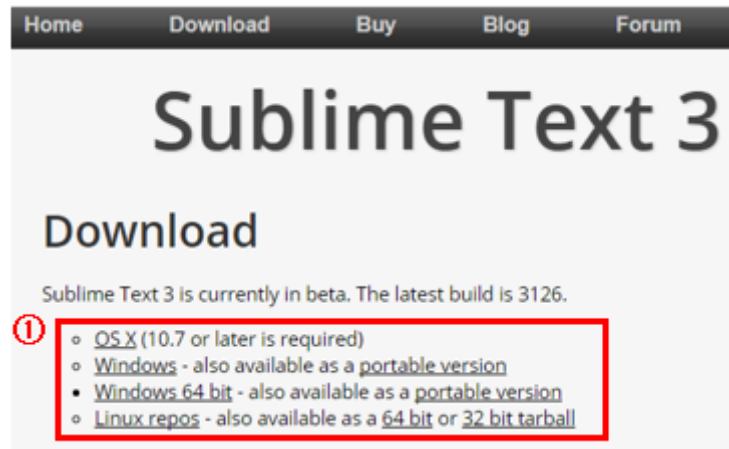 Home Download Buy Blog Forum
Sublime Text 3
Download
Sublime Text 3 is currently in beta. The latest build is 3126.
①
OS X (10.7 or later is required)
Windows - also available as a portable version
Windows 64 bit - also available as a portable version
Linux repos - also available as a 64 bit or 32 bit tarball